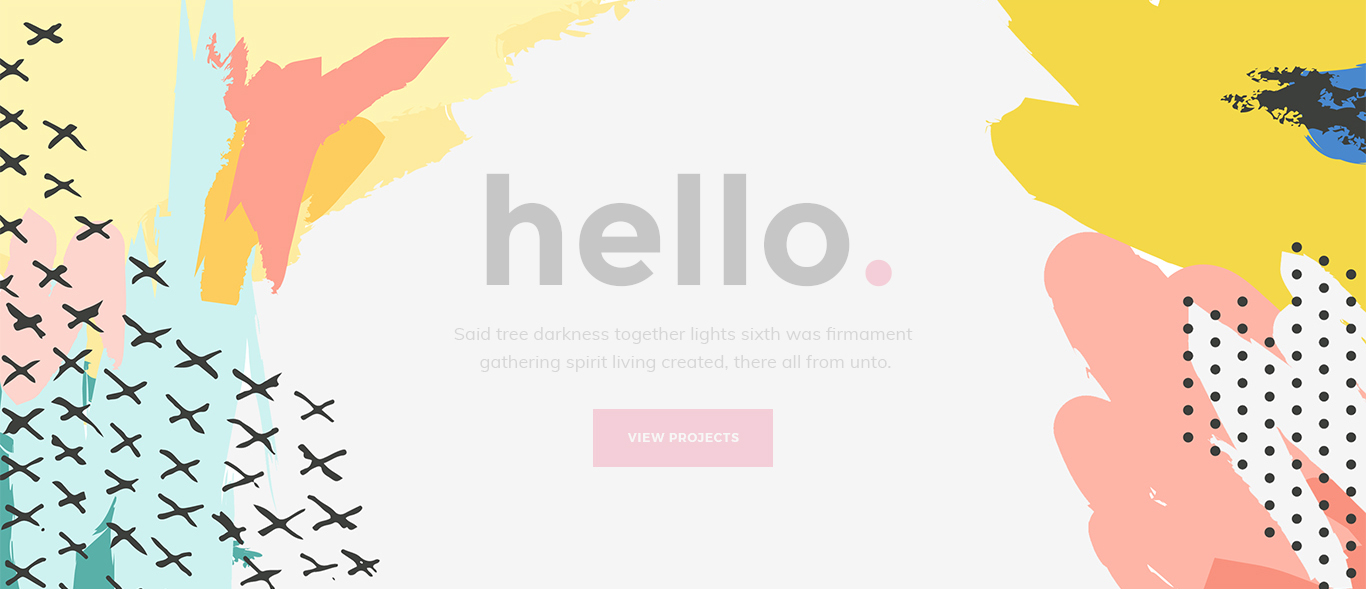 hello.
Said tree darkness together lights sixth was firmament
gathering spirit living created, there all from unto.
VIEW PROJECTS